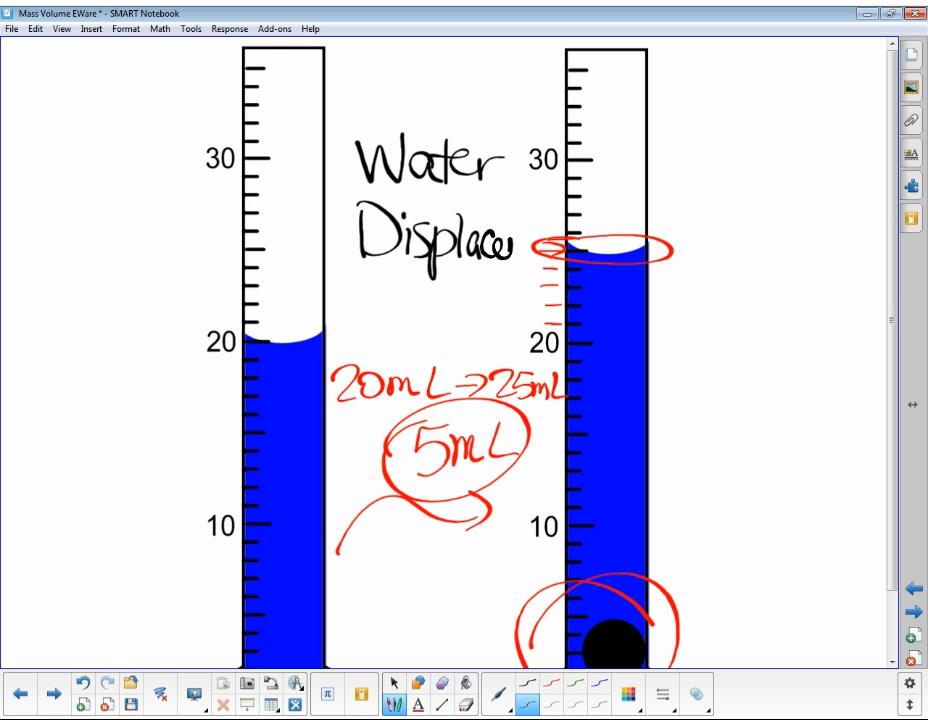 Mass Volume EWare * - SMART Notebook
File Edit View Insert Format Math Tools Response Add-ons Help
30
Water
30
Displace
20
20
20mL → 25mL
5mL
10
10
π
A